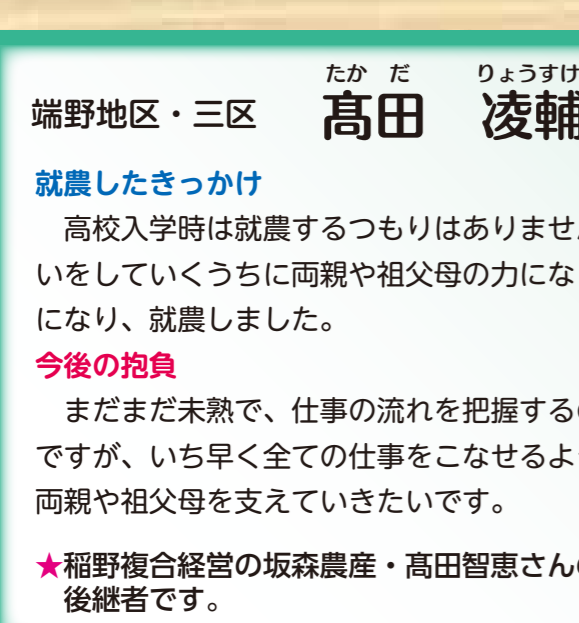 たか だ りょうすけ
端野地区・三区 髙田 凌輔
就農したきっかけ
高校入学時は就農するつもりはありませ
いをしていくうちに両親や祖父母の力にな
になり、就農しました。
今後の抱負
まだまだ未熟で、仕事の流れを把握する
ですが、いち早く全ての仕事をこなせるよ
両親や祖父母を支えていきたいです。
★稲野複合経営の坂森農産・髙田智恵さんの
後継者です。